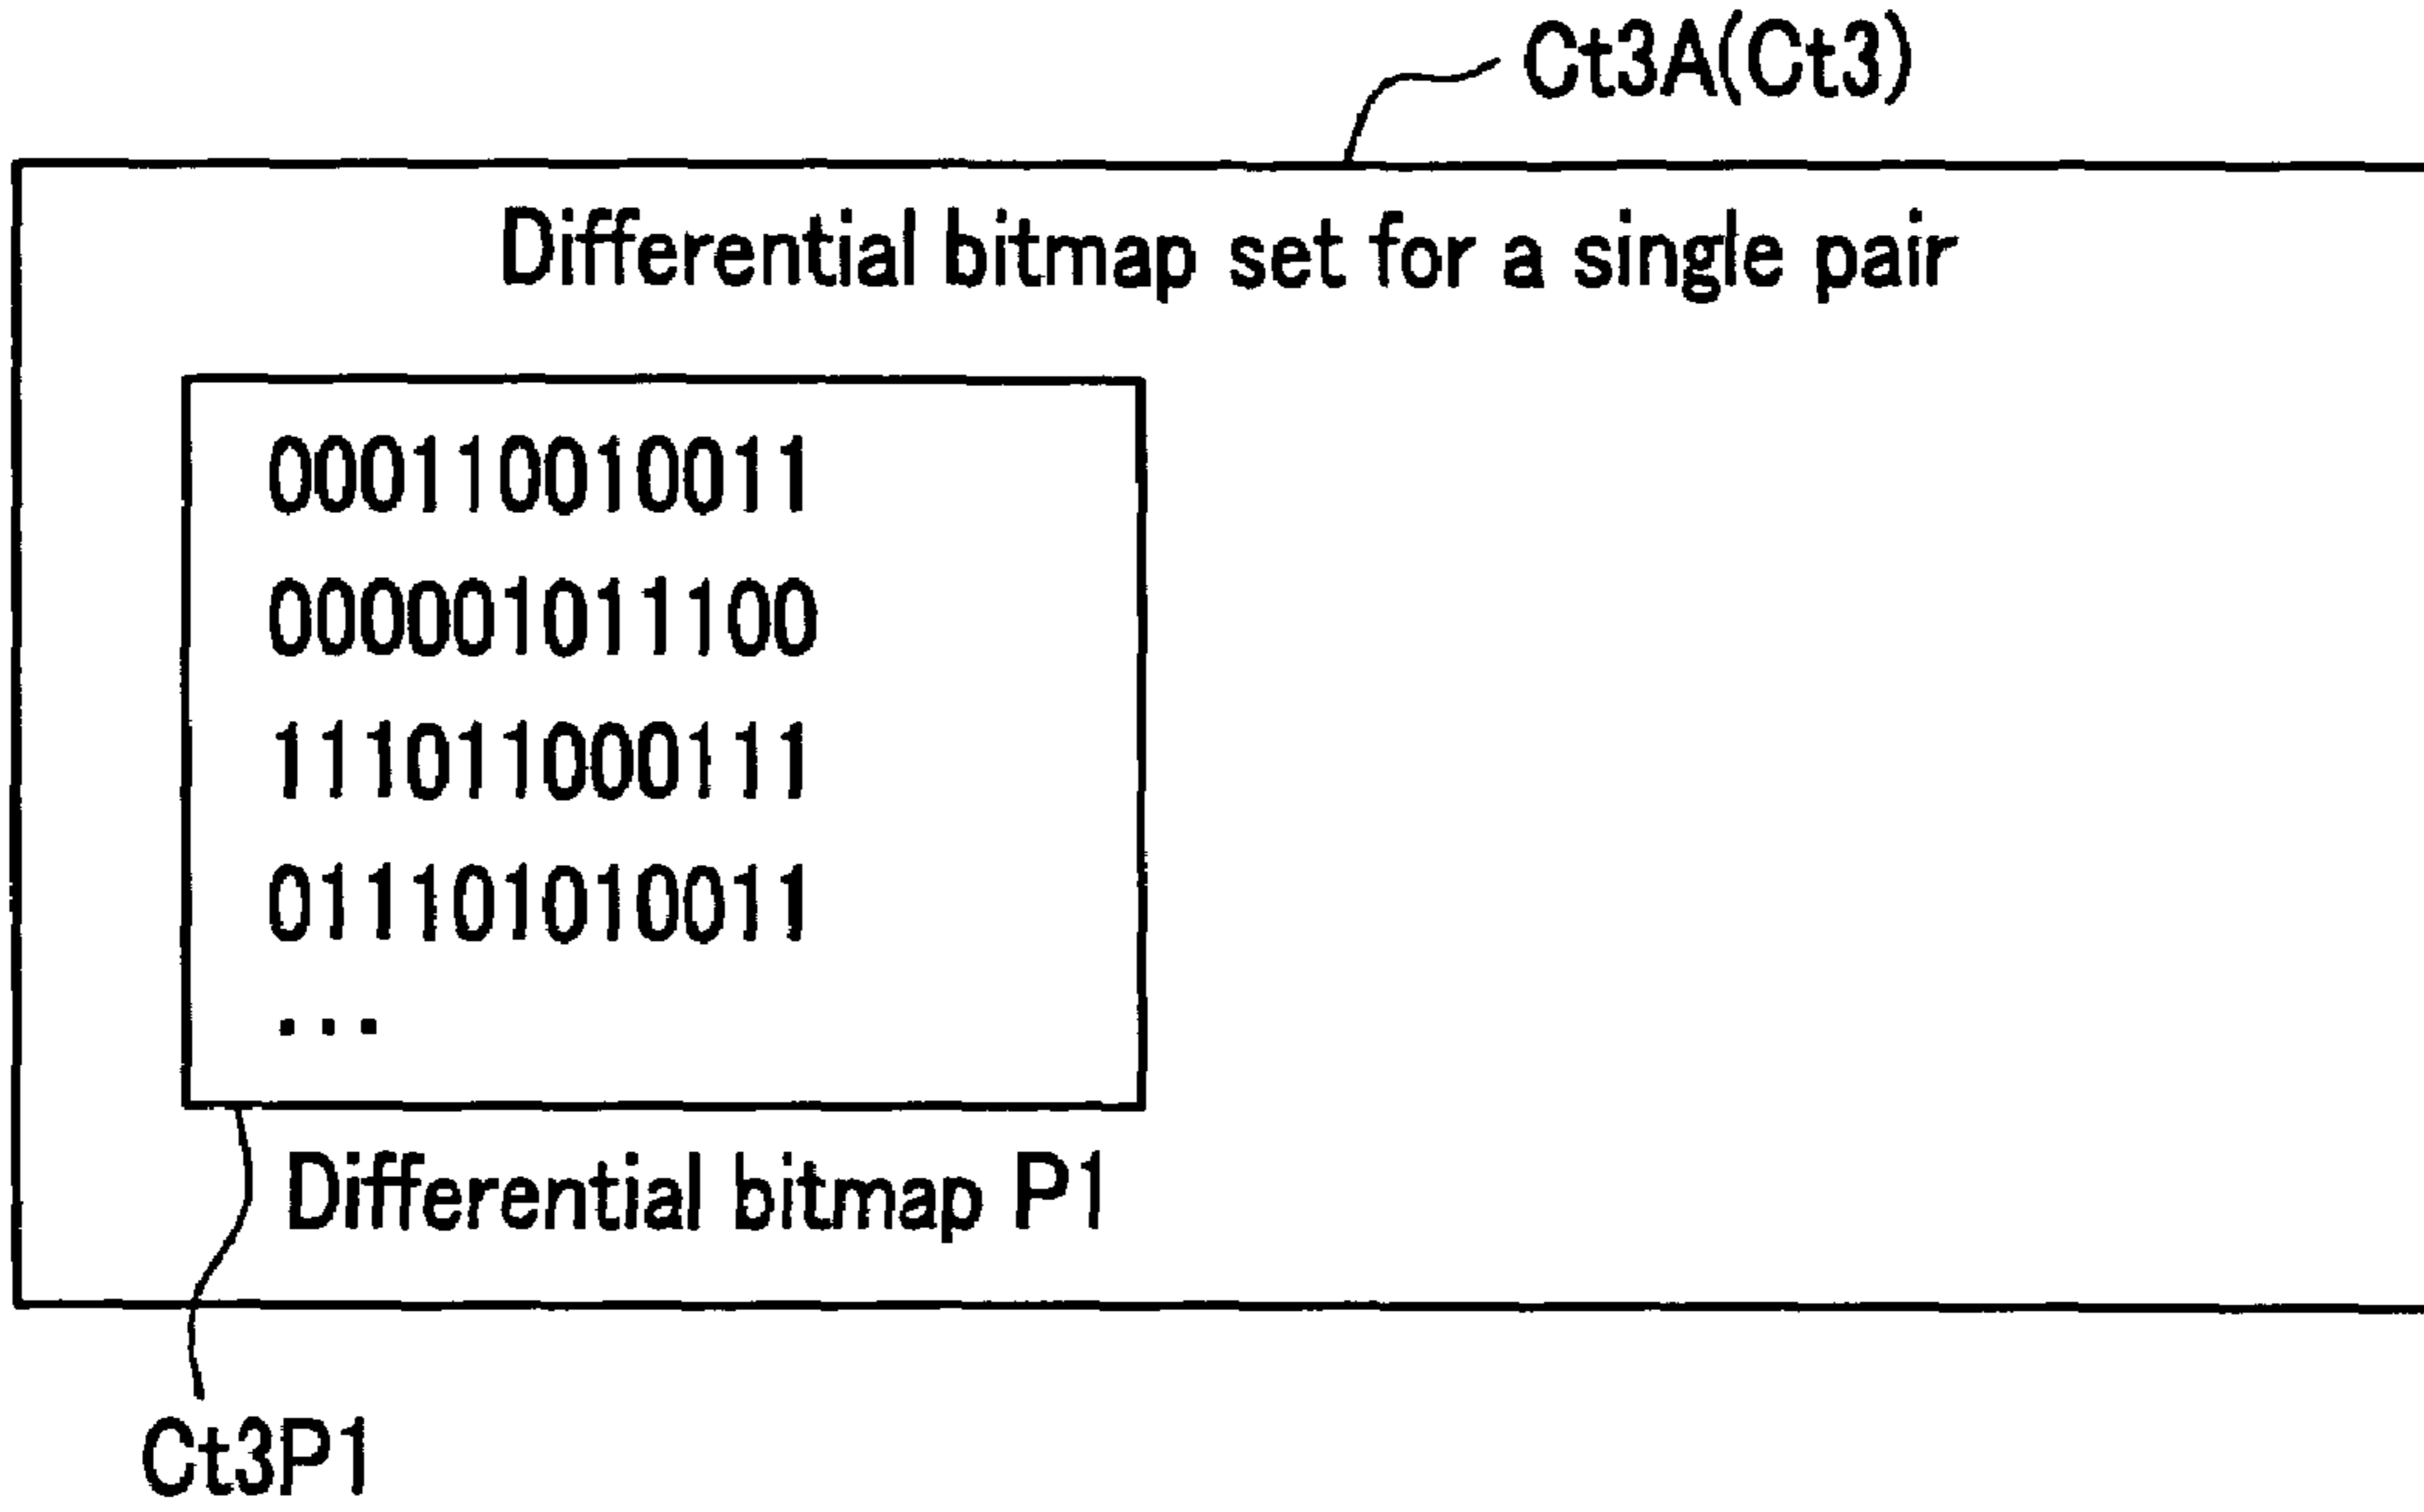 Ct3A(Ct3)
Differential bitmap set for a single pair
000110010011
000001011100
111011000111
011101010011
...
Differential bitmap P1
Ct3P1